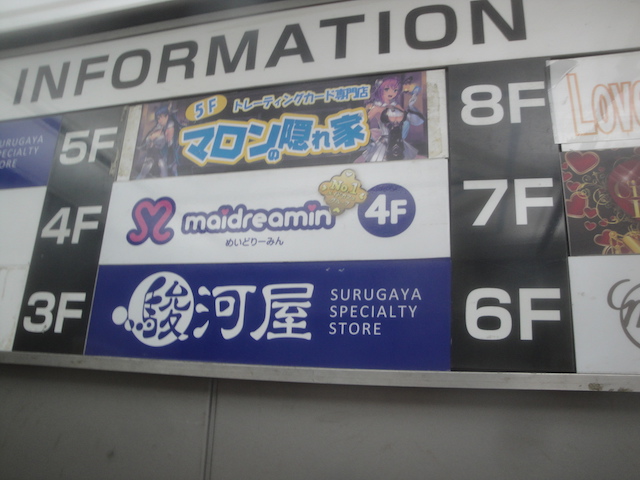 INFORMATION
SURUGAYA
SPECIALTY
STORE
5F
5F トレーディングカード専門店
マロンの隠れ家
8F
LOVE
4F
maidreamin
めいどりーみん
No.1
4F
7F
3F
駿河屋
SURUGAYA
SPECIALTY
STORE
6F